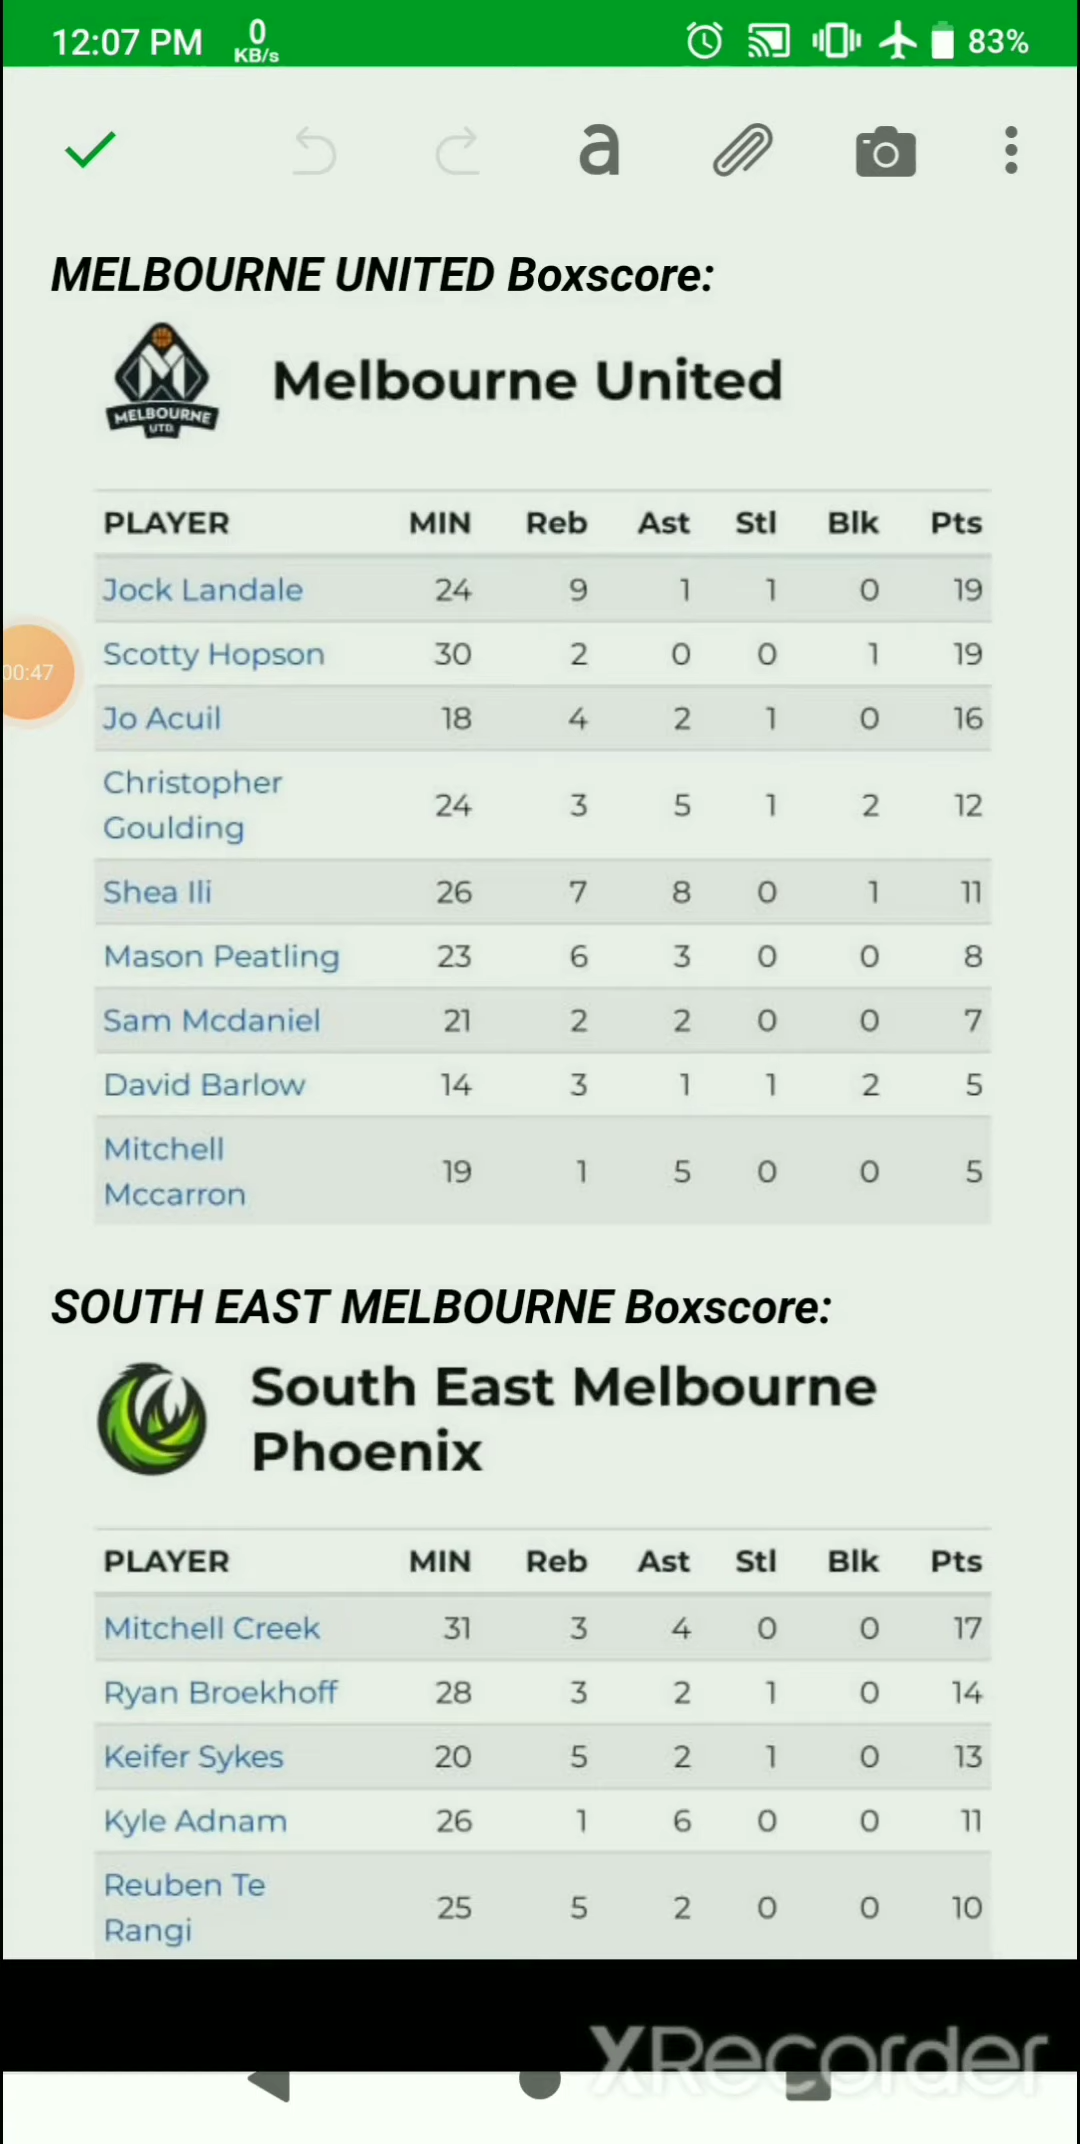 12:07 PM 0 KB/s 83%
a
MELBOURNE UNITED Boxscore:
MELBOURNE
UTD
Melbourne United
PLAYER MIN Reb Ast Stl Blk Pts
Jock Landale 24 9 1 1 0 19
00:47
Scotty Hopson 30 2 0 0 1 19
Jo Acuil 18 4 2 1 0 16
Christopher
Goulding 24 3 5 1 2 12
Shea Ili 26 7 8 0 1 11
Mason Peatling 23 6 3 0 0 8
Sam Mcdaniel 21 2 2 0 0 7
David Barlow 14 3 1 1 2 5
Mitchell
Mccarron 19 1 5 0 0 5
SOUTH EAST MELBOURNE Boxscore:
South East Melbourne
Phoenix
PLAYER MIN Reb Ast Stl Blk Pts
Mitchell Creek 31 3 4 0 0 17
Ryan Broekhoff 28 3 2 1 0 14
Keifer Sykes 20 5 2 1 0 13
Kyle Adnam 26 1 6 0 0 11
Reuben Te
Rangi 25 5 2 0 0 10
XRecorder